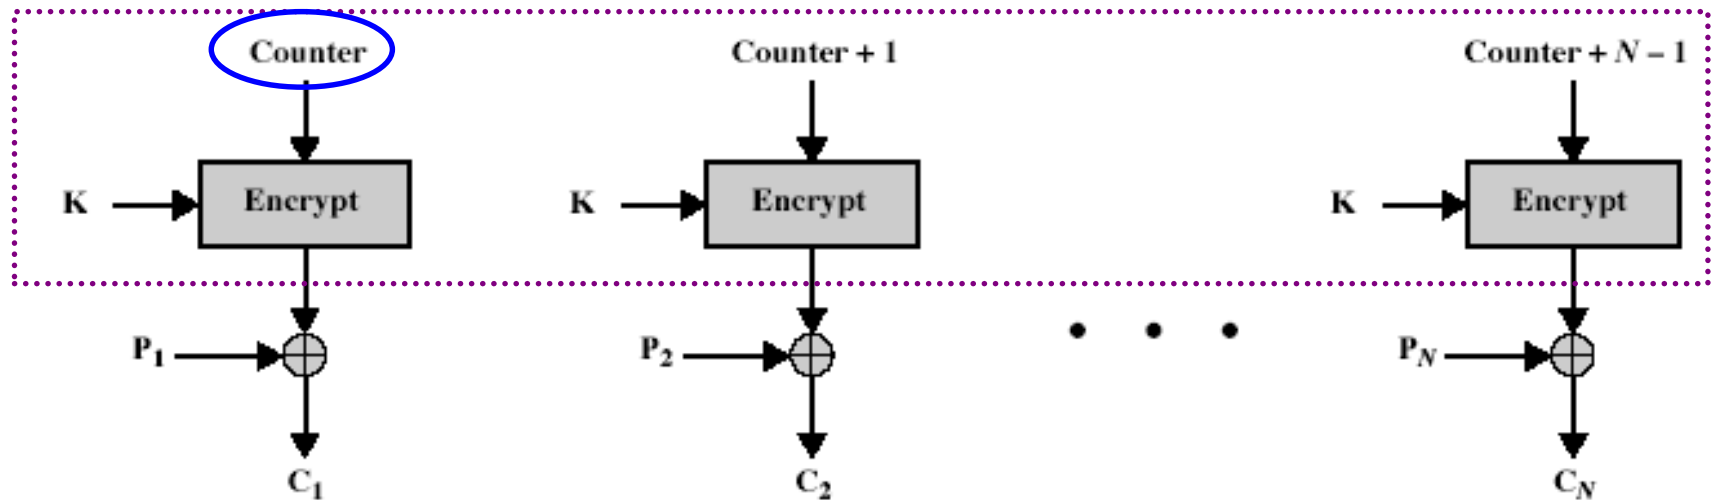 Counter Counter + 1 Counter + N – 1
K Encrypt K Encrypt K Encrypt
P1 P2 PN
C1 C2 CN